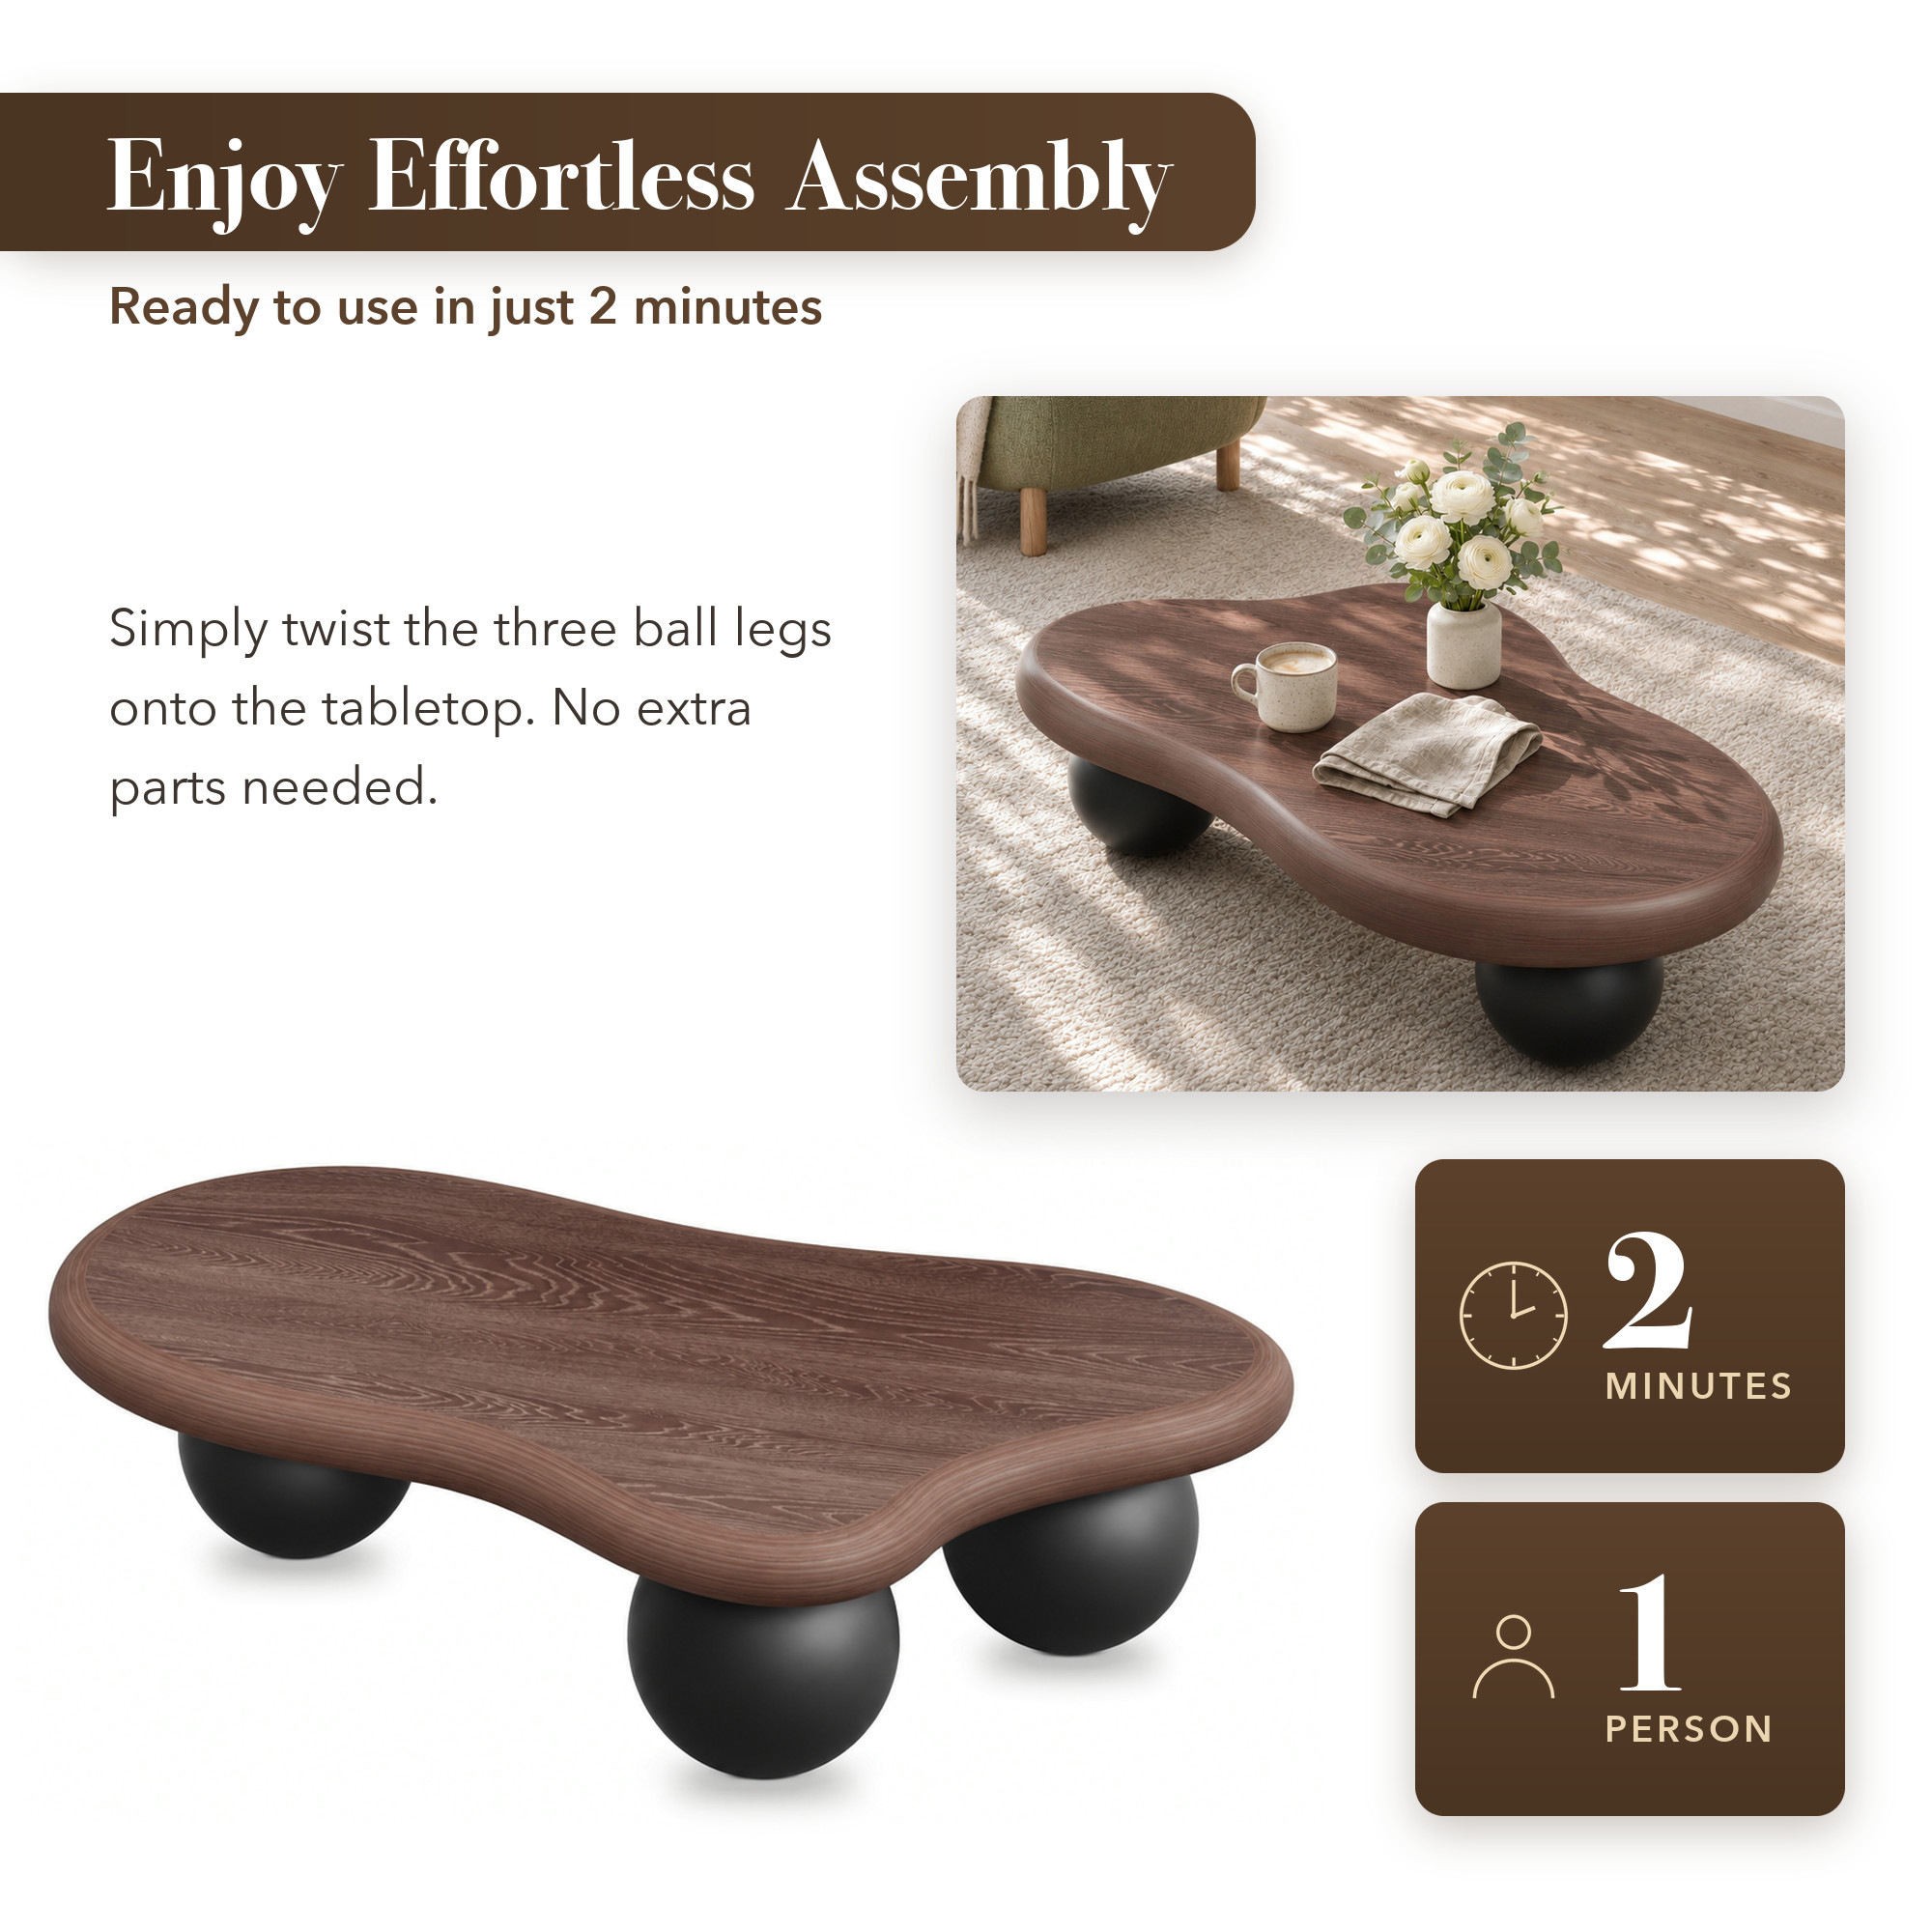 Enjoy Effortless Assembly
Ready to use in just 2 minutes
Simply twist the three ball legs
onto the tabletop. No extra
parts needed.
2
MINUTES
1
PERSON